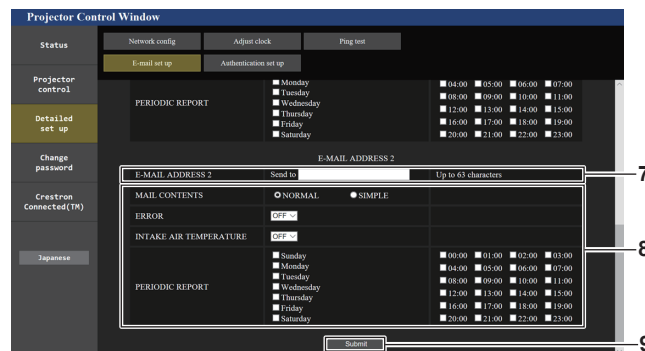 Projector Control Window
Status
Network config Adjust clock Ping test
E-mail set up Authentication set up
Projector
control
Detailed
set up
Change
password
Crestron
Connected(TM)
Japanese
Monday 04:00 05:00 06:00 07:00
Tuesday 08:00 09:00 10:00 11:00
PERIODIC REPORT Wednesday 12:00 13:00 14:00 15:00
Thursday 16:00 17:00 18:00 19:00
Friday 20:00 21:00 22:00 23:00
Saturday
E-MAIL ADDRESS 2
E-MAIL ADDRESS 2 Send to Up to 63 characters 7
MAIL CONTENTS NORMAL SIMPLE
ERROR OFF
INTAKE AIR TEMPERATURE OFF
8
Sunday 00:00 01:00 02:00 03:00
Monday 04:00 05:00 06:00 07:00
Tuesday 08:00 09:00 10:00 11:00
PERIODIC REPORT Wednesday 12:00 13:00 14:00 15:00
Thursday 16:00 17:00 18:00 19:00
Friday 20:00 21:00 22:00 23:00
Saturday
Submit 9